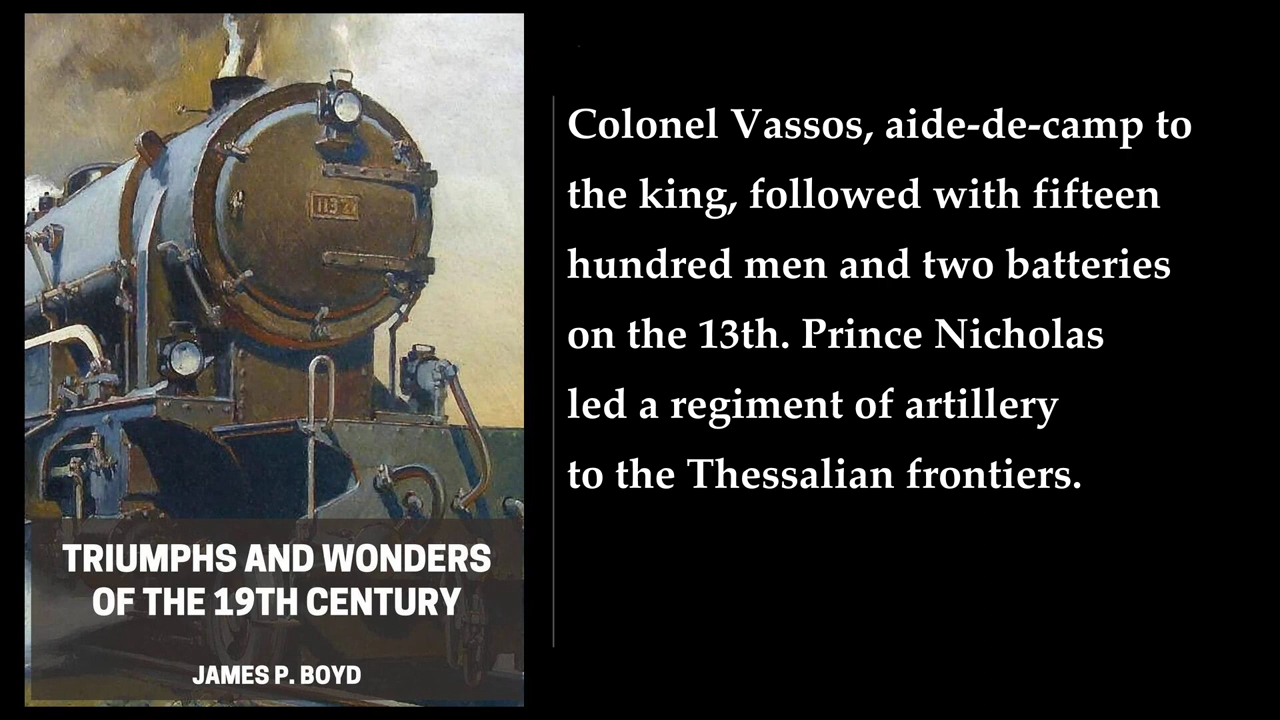 Colonel Vassos, aide-de-camp to
the king, followed with fifteen
hundred men and two batteries
on the 13th. Prince Nicholas
led a regiment of artillery
to the Thessalian frontiers.
1132
TRIUMPHS AND WONDERS
OF THE 19TH CENTURY
JAMES P. BOYD